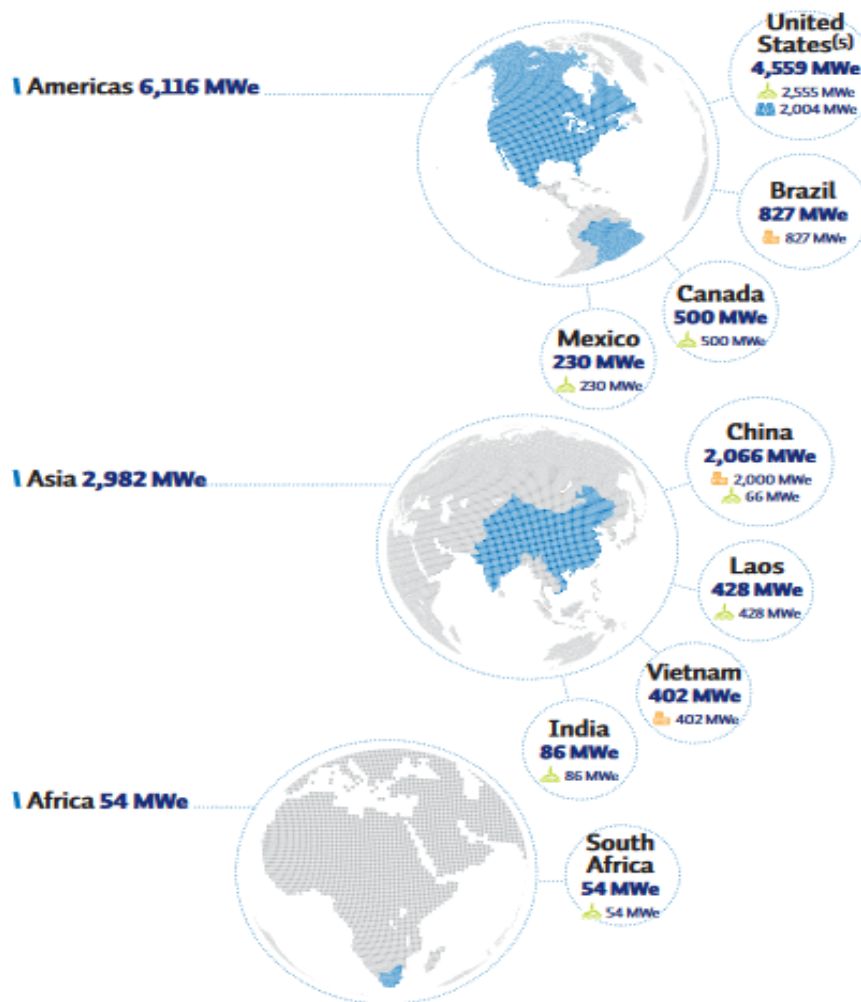 Americas 6,116 MWe
United
States(5)
4,559 MWe
2,555 MWe
2,004 MWe
Brazil
827 MWe
827 MWe
Canada
500 MWe
500 MWe
Mexico
230 MWe
230 MWe
Asia 2,982 MWe
China
2,066 MWe
2,000 MWe
66 MWe
Laos
428 MWe
428 MWe
Vietnam
402 MWe
402 MWe
India
86 MWe
86 MWe
Africa 54 MWe
South
Africa
54 MWe
54 MWe